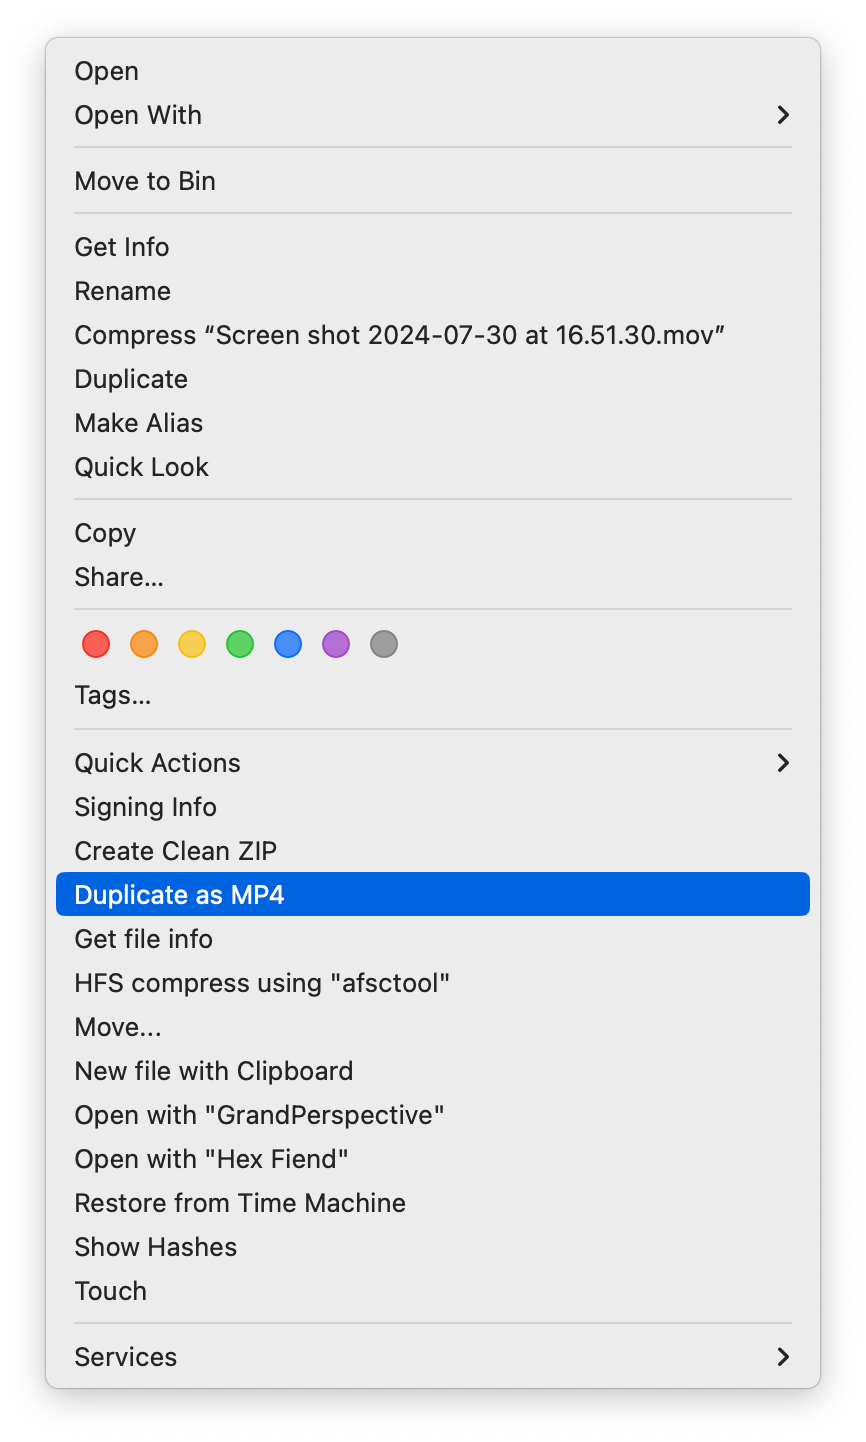 Open
Open With
Move to Bin
Get Info
Rename
Compress “Screen shot 2024-07-30 at 16.51.30.mov”
Duplicate
Make Alias
Quick Look
Copy
Share...
Tags...
Quick Actions
Signing Info
Create Clean ZIP
Duplicate as MP4
Get file info
HFS compress using "afsctool"
Move...
New file with Clipboard
Open with "GrandPerspective"
Open with "Hex Fiend"
Restore from Time Machine
Show Hashes
Touch
Services